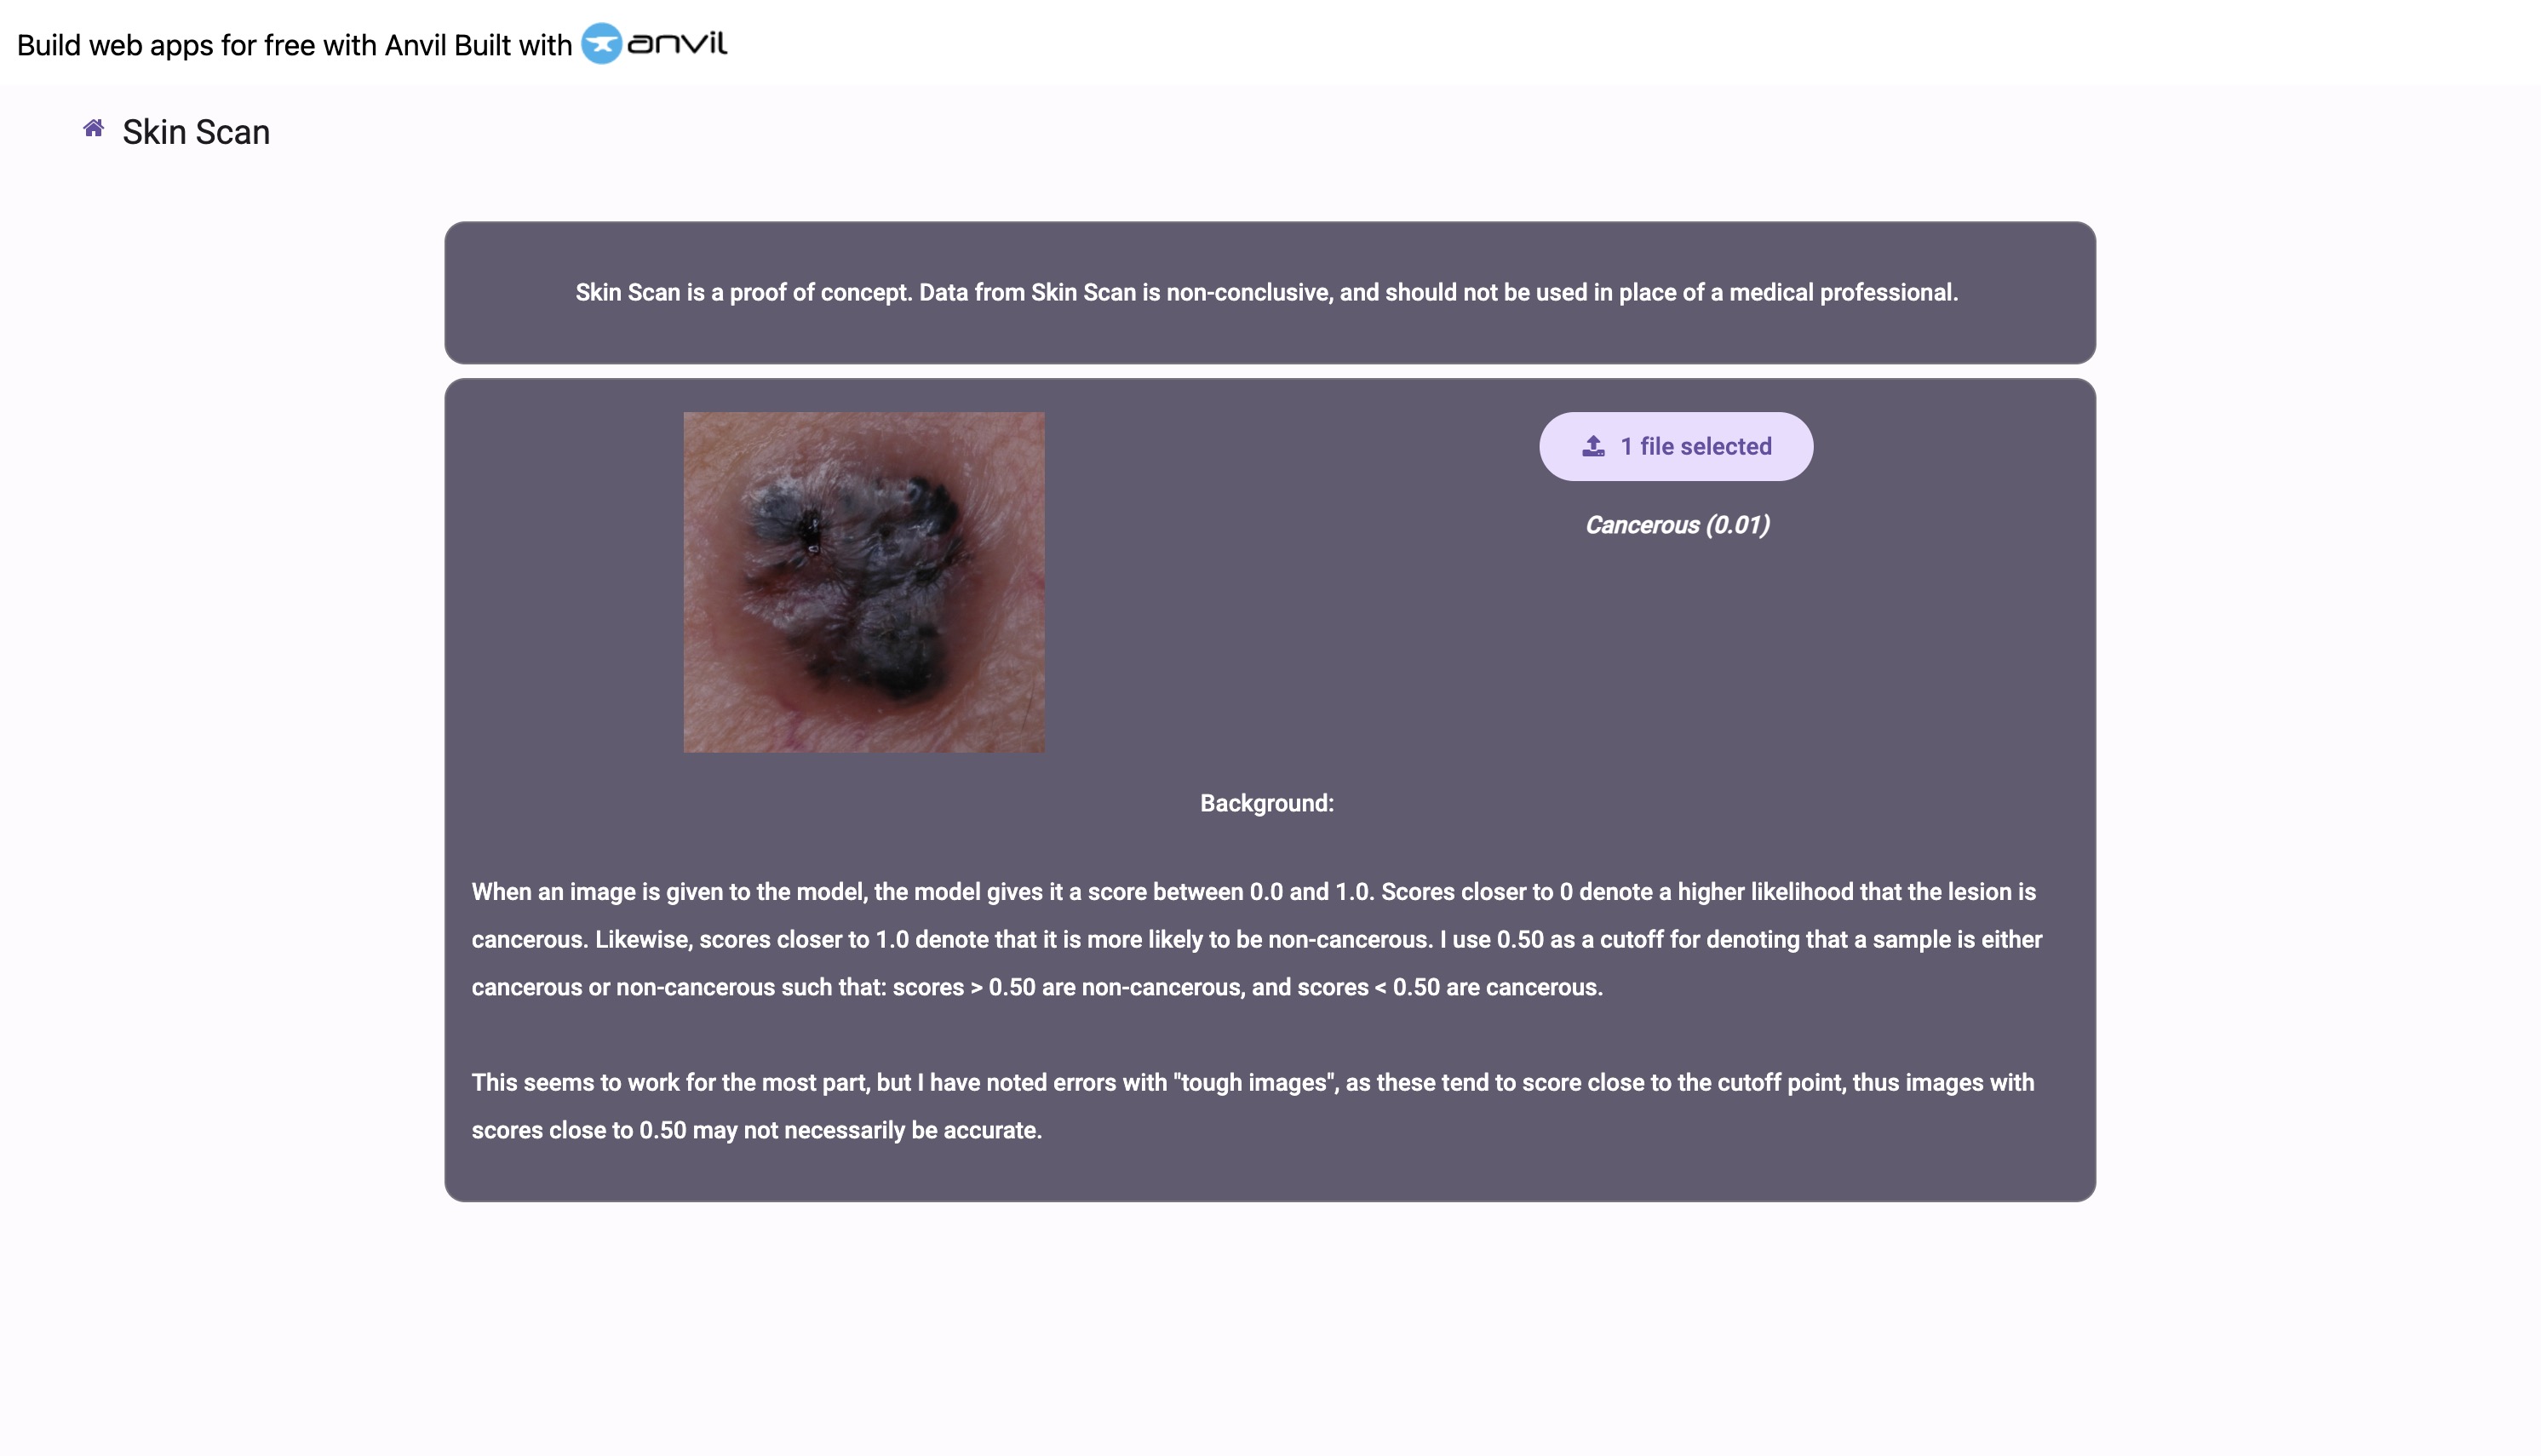 Build web apps for free with Anvil Built with anvil
Skin Scan
Skin Scan is a proof of concept. Data from Skin Scan is non-conclusive, and should not be used in place of a medical professional.
1 file selected
Cancerous (0.01)
Background:
When an image is given to the model, the model gives it a score between 0.0 and 1.0. Scores closer to 0 denote a higher likelihood that the lesion is
cancerous. Likewise, scores closer to 1.0 denote that it is more likely to be non-cancerous. I use 0.50 as a cutoff for denoting that a sample is either
cancerous or non-cancerous such that: scores > 0.50 are non-cancerous, and scores < 0.50 are cancerous.
This seems to work for the most part, but I have noted errors with "tough images", as these tend to score close to the cutoff point, thus images with
scores close to 0.50 may not necessarily be accurate.